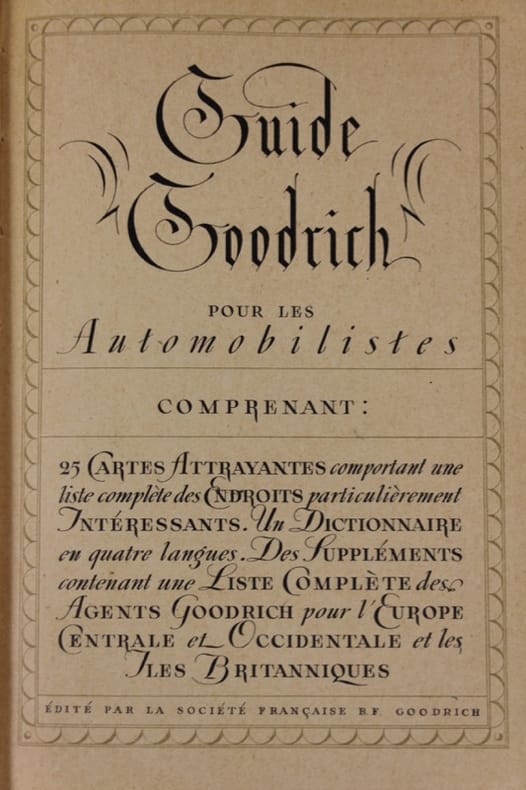 Guide
Goodrich
POUR LES
Automobilistes
COMPRENANT:
25 CARTES ATTRAYANTES comportant une
liste complète des ENDROITS particulièrement
INTÉRESSANTS. Un DICTIONNAIRE
en quatre langues. Des SUPPLÉMENTS
contenant une LISTE COMPLÈTE des
AGENTS GOODRICH pour l'EUROPE
CENTRALE et OCCIDENTALE et les
ILES BRITANNIQUES
ÉDITÉ PAR LA SOCIÉTÉ FRANÇAISE B.F. GOODRICH